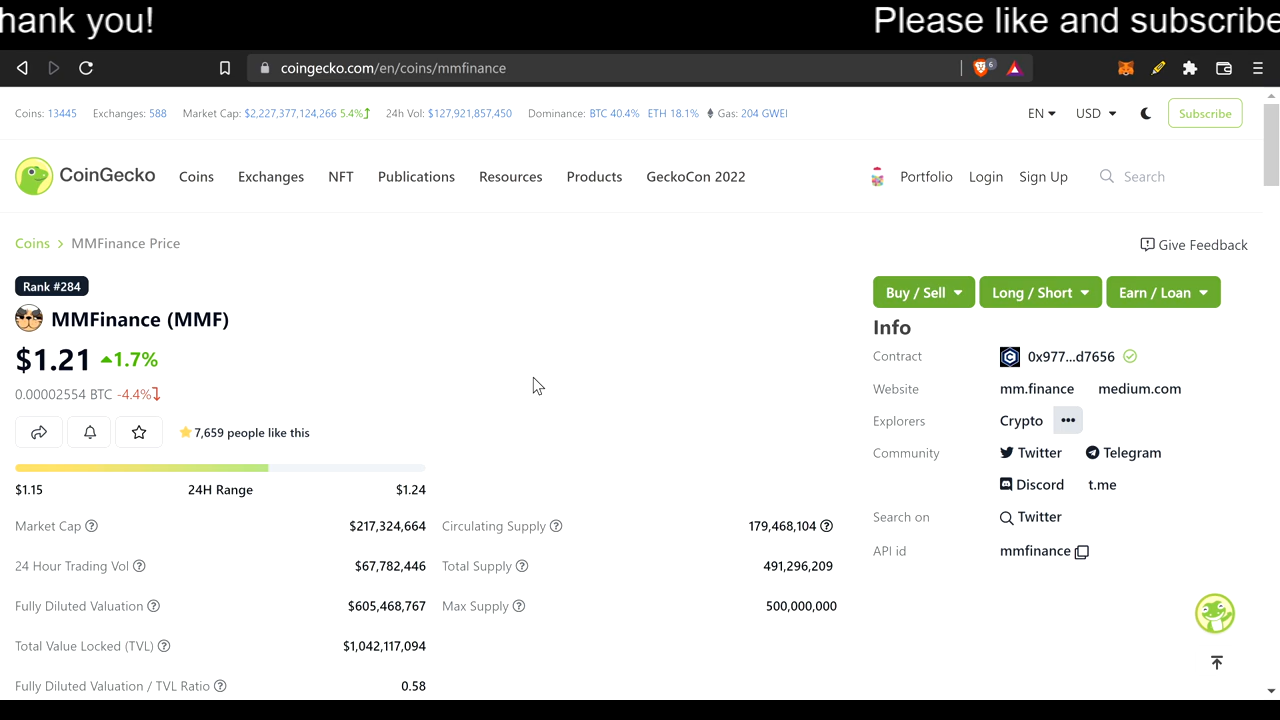 hank you!
Please like and subscribe
coingecko.com/en/coins/mmfinance
6
Coins: 13445 Exchanges: 588 Market Cap: $2,227,377,124,266 5.4% 24h Vol: $127,921,857,450 Dominance: BTC 40.4% ETH 18.1% Gas: 204 GWEI EN USD Subscribe
CoinGecko Coins Exchanges NFT Publications Resources Products GeckoCon 2022 Portfolio Login Sign Up Search
Coins > MMFinance Price
Give Feedback
Rank #284
MMFinance (MMF)
$1.21 1.7%
0.00002554 BTC -4.4%
7,659 people like this
$1.15 24H Range $1.24
Market Cap ? $217,324,664
24 Hour Trading Vol ? $67,782,446
Fully Diluted Valuation ? $605,468,767
Total Value Locked (TVL) ? $1,042,117,094
Fully Diluted Valuation / TVL Ratio ? 0.58
Circulating Supply ? 179,468,104 ?
Total Supply ? 491,296,209
Max Supply ? 500,000,000
Buy / Sell Long / Short Earn / Loan
Info
Contract 0x977...d7656
Website mm.finance medium.com
Explorers Crypto •••
Community Twitter Telegram
Discord t.me
Search on Twitter
API id mmfinance